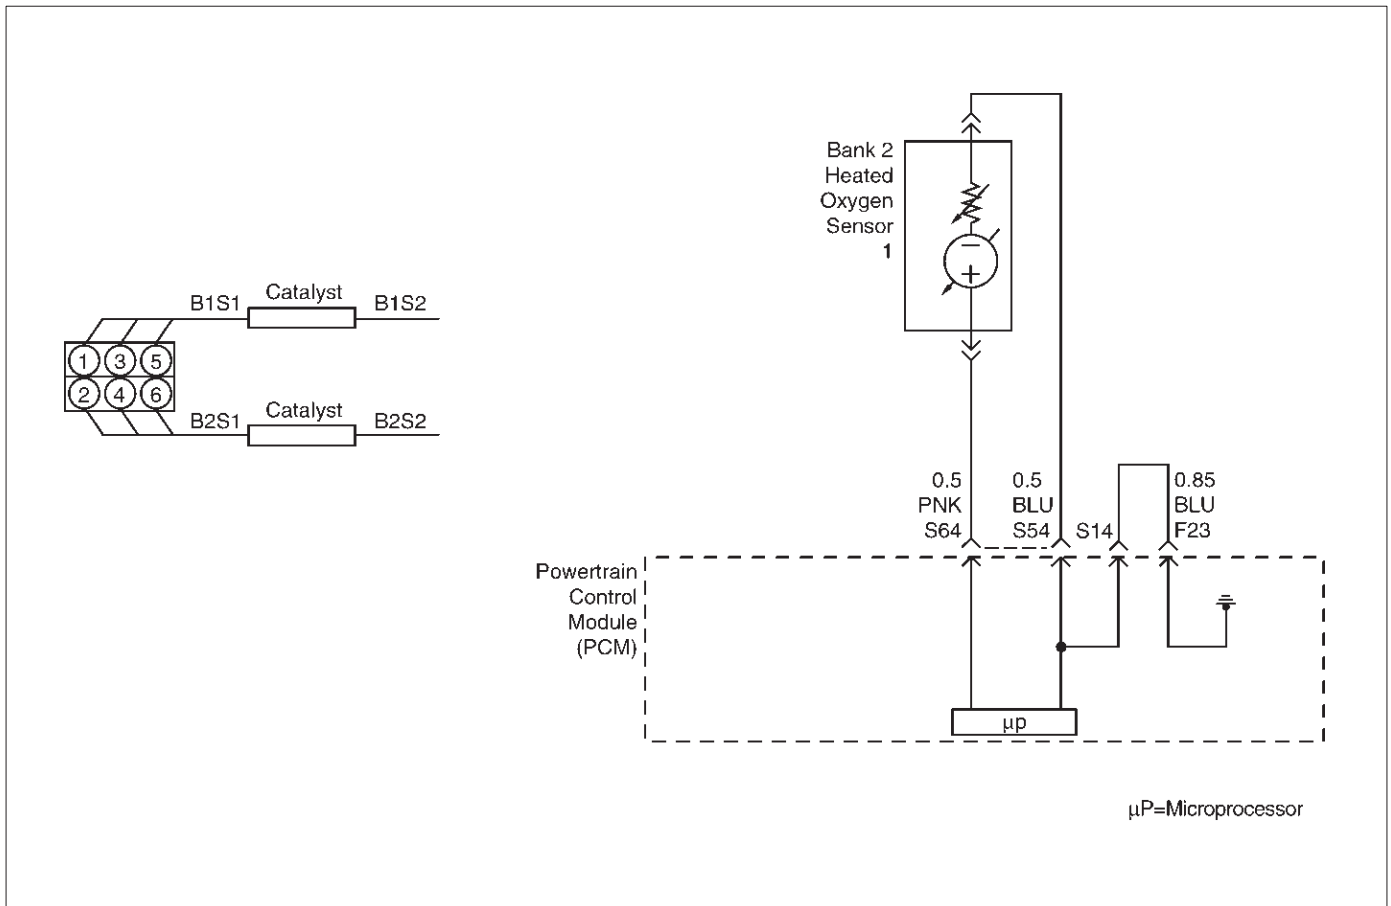 Bank 2
Heated
Oxygen
Sensor
1
−
+
B1S1
Catalyst
B1S2
1
3
5
2
4
6
B2S1
Catalyst
B2S2
0.5
PNK
S64
0.5
BLU
S54
S14
0.85
BLU
F23
Powertrain
Control
Module
(PCM)
μp
μP=Microprocessor